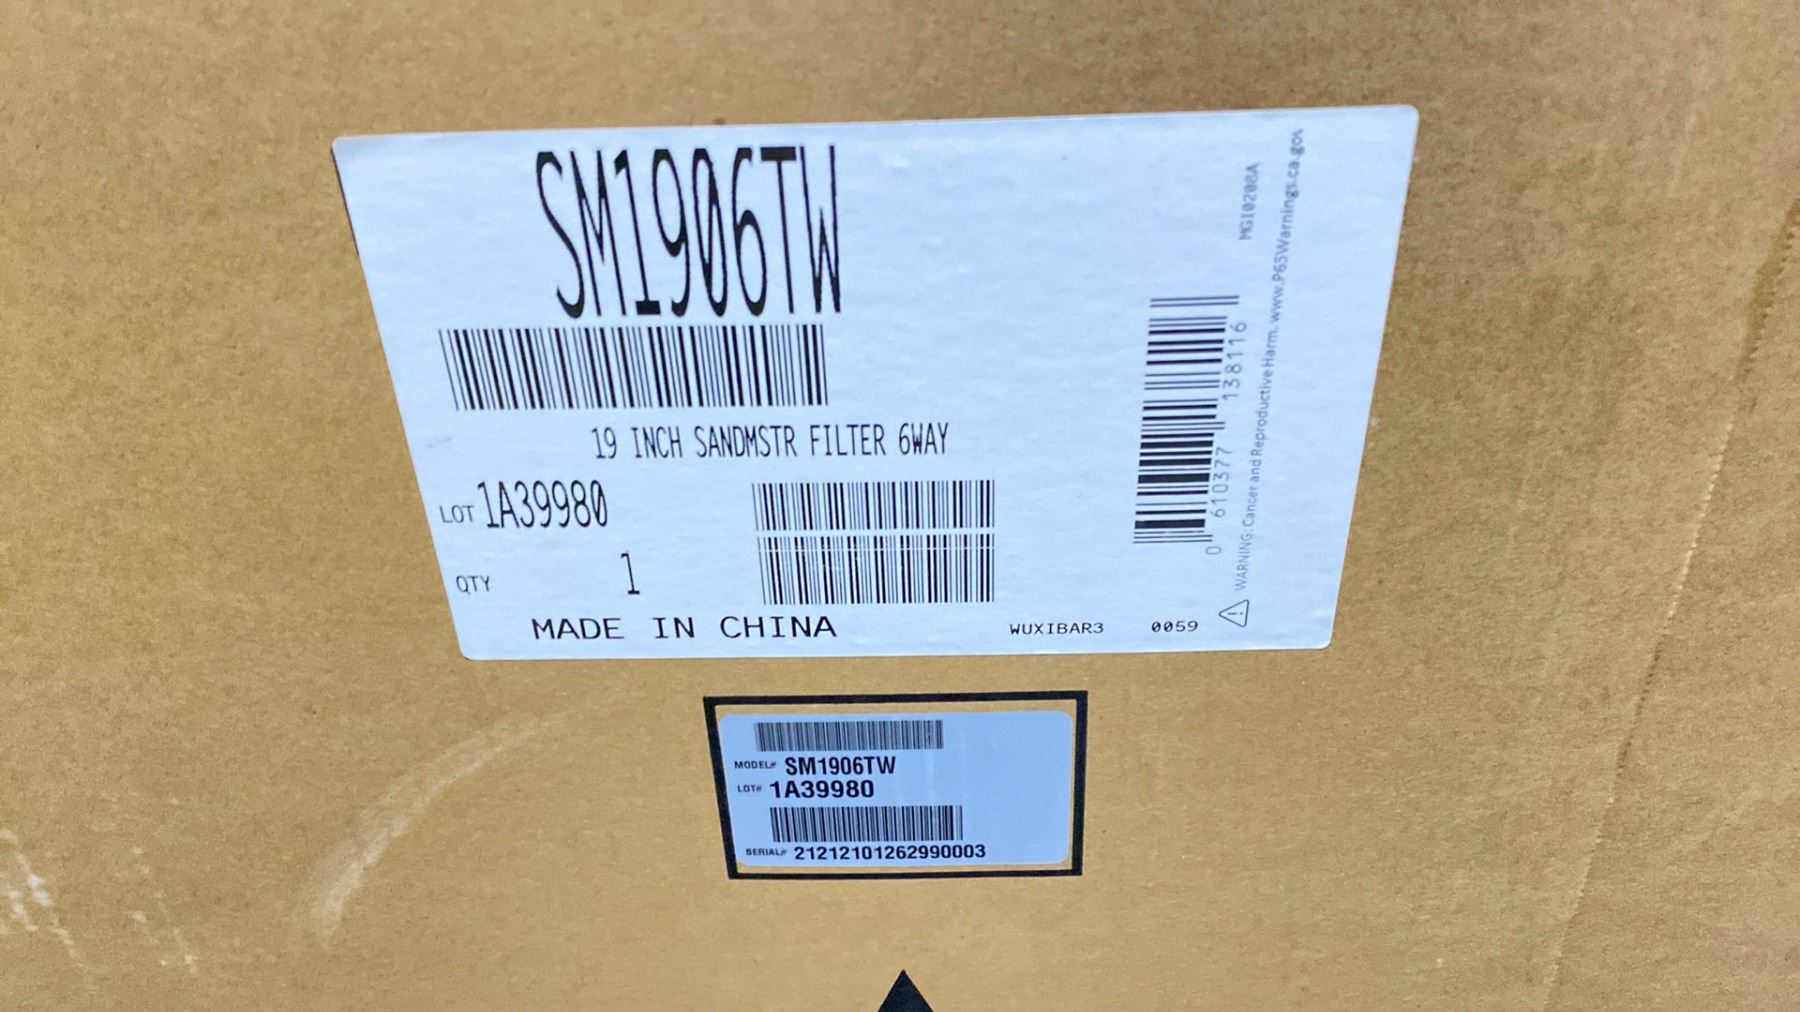 SM1906TW
19 INCH SANDMSTR FILTER 6WAY
LOT 1A39980
QTY 1
MADE IN CHINA
WUXIBAR3 0059
0 610377 138116
MGI0208A
WARNING: Cancer and Reproductive Harm. www.P65Warnings.ca.gov
MODEL# SM1906TW
LOT# 1A39980
SERIAL# 21212101262990003